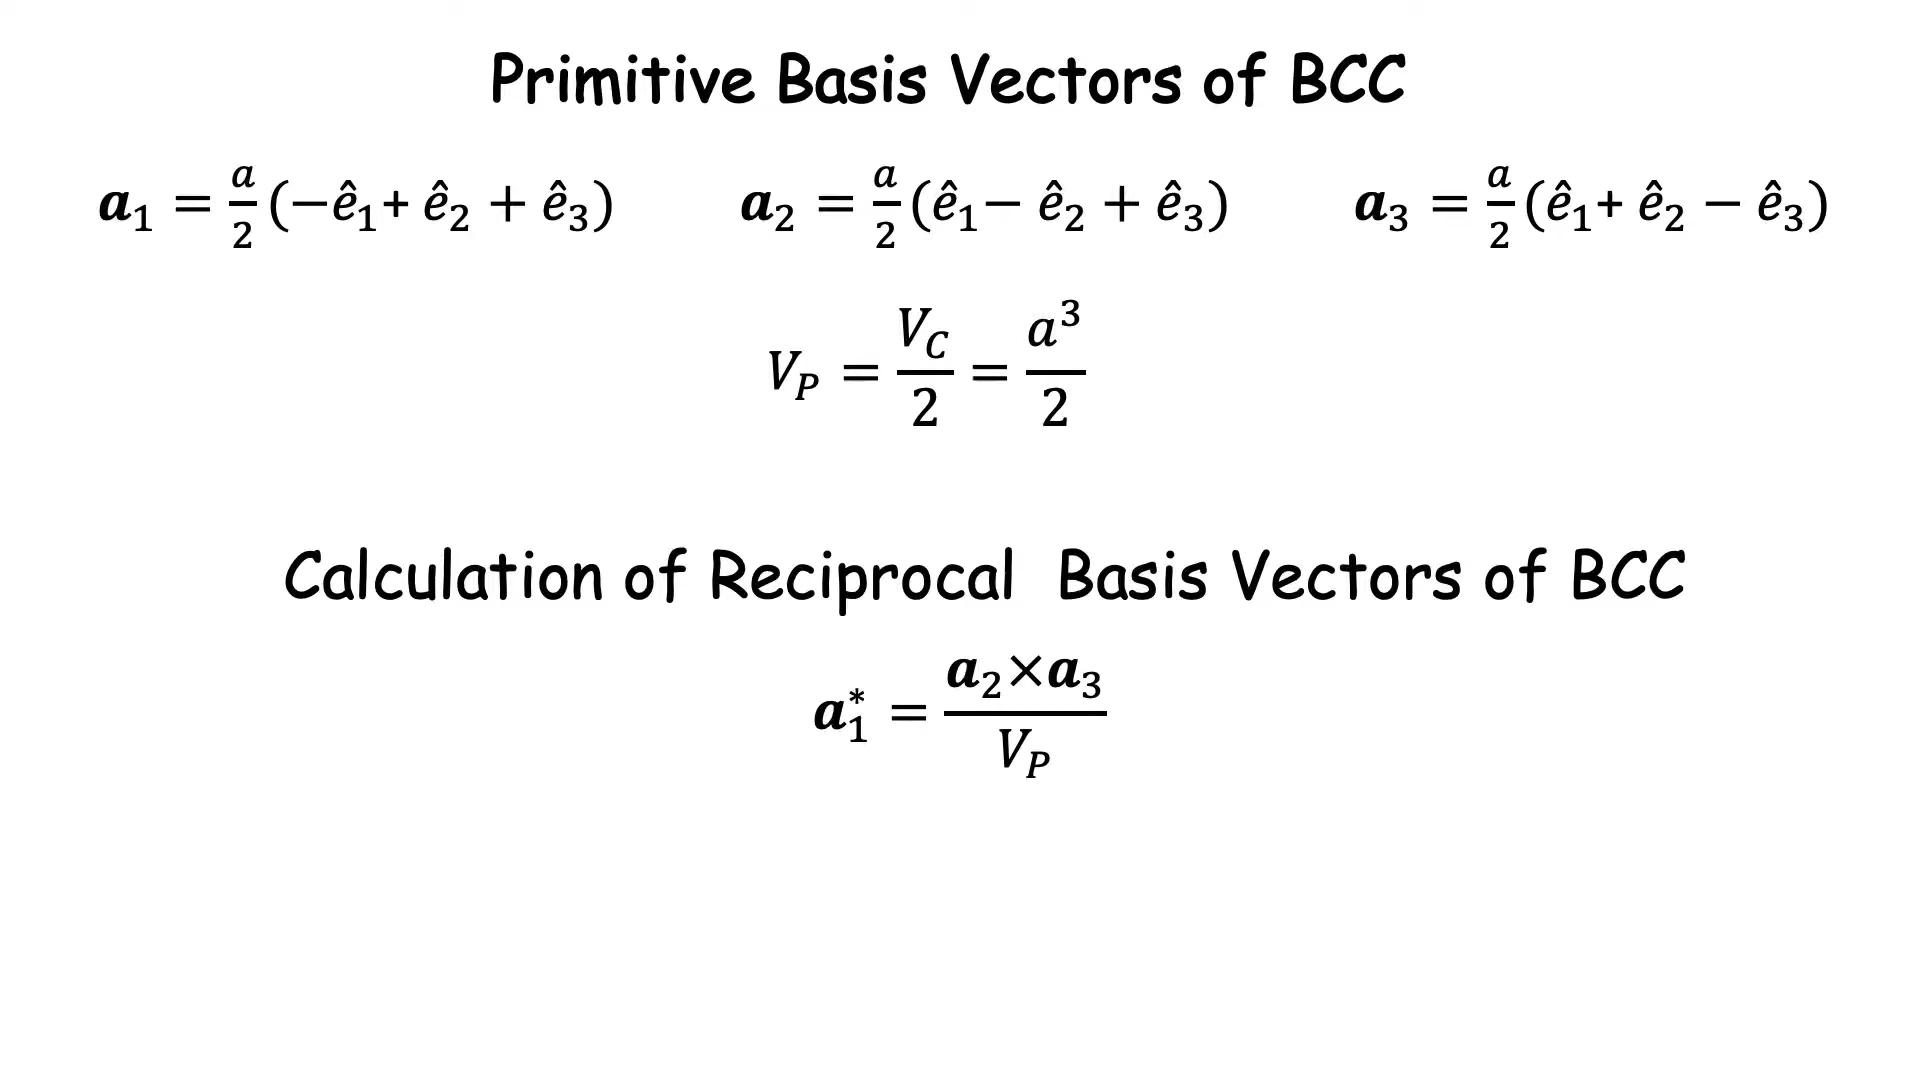 Primitive Basis Vectors of BCC
𝒂₁ = a/2 (−ê₁+ ê₂ + ê₃) 𝒂₂ = a/2 (ê₁− ê₂ + ê₃) 𝒂₃ = a/2 (ê₁+ ê₂ − ê₃)
V_P = V_C/2 = a³/2
Calculation of Reciprocal Basis Vectors of BCC
𝒂₁* = 𝒂₂×𝒂₃/V_P